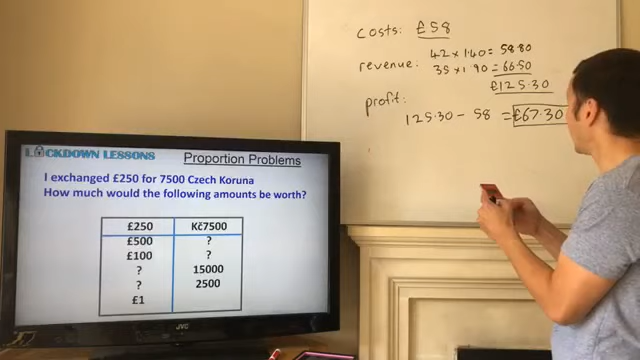 costs: £58
42 x 1.40 = 58.80
revenue: 35 x 1.90 = 66.50
£125.30
profit:
125.30 - 58 = £67.30
LOCKDOWN LESSONS
Proportion Problems
I exchanged £250 for 7500 Czech Koruna
How much would the following amounts be worth?
£250 Kč7500
£500 ?
£100 ?
? 15000
? 2500
£1
JVC